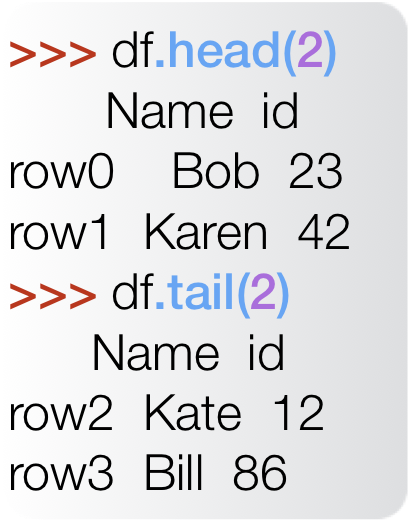 >>> df.head(2)
Name id
row0 Bob 23
row1 Karen 42
>>> df.tail(2)
Name id
row2 Kate 12
row3 Bill 86